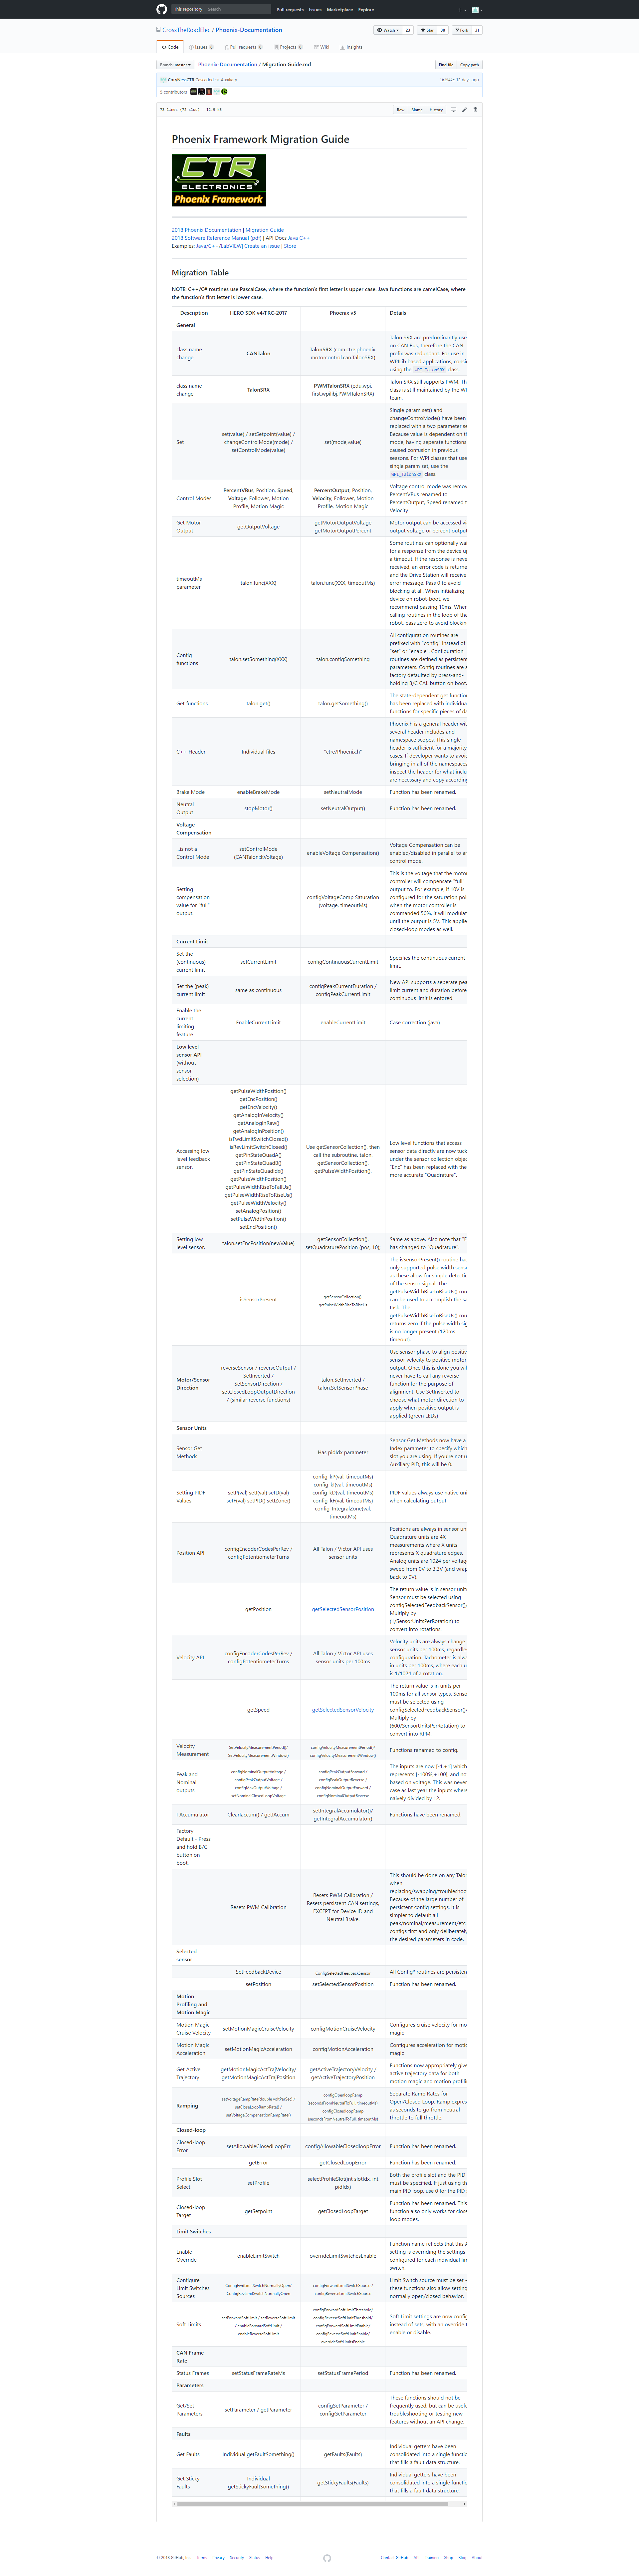 This repository Search Pull requests Issues Marketplace Explore
CrossTheRoadElec / Phoenix-Documentation
Watch 23 Star 38 Fork 31
Code Issues Pull requests Projects Wiki Insights
Branch: master Phoenix-Documentation / Migration Guide.md Find file Copy path
CoryNessCTR Cascaded -> Auxiliary
12 days ago
5 contributors
78 lines (72 sloc) 12.9 KB Raw Blame History
Phoenix Framework Migration Guide
CTR
ELECTRONICS
Phoenix Framework
2018 Phoenix Documentation | Migration Guide
2018 Software Reference Manual (pdf) | API Docs Java C++
Examples: Java/C++/LabVIEW| Create an Issue | Store
Migration Table
NOTE: C++/C# routines use PascalCase, where the function's first letter is upper case. Java functions are camelCase, where
the function's first letter is lower case.
Description HERO SDK v4/FRC-2017 Phoenix v5 Details
General
class name change
CANTalon
TalonSRX (com.ctre.phoenix. motorcontrol.can.TalonSRX)
Talon SRX are predominantly use
on CAN Bus, therefore the CAN
prefix was redundant. For use in
WPILib based applications, consi
using the WPI_TalonSRX class.
class name change
TalonSRX
PWMTalonSRX (edu.wpi. first.wpilibj.PWMTalonSRX)
Talon SRX still supports PWM. Th
class is still maintained by the WP
team.
Set
set(value) / setSetpoint(value) /
changeControlMode(mode) /
setControlMode(value)
set(mode,value)
Single param set() and
changeControMode() have been
replaced with a two parameter se
Because value is dependent on th
mode, having separate functions
caused confusion in previous
seasons. For WPI classes that use
single param set, use the
WPI_TalonSRX class.
Control Modes
PercentVBus, Position, Speed,
Voltage, Follower, Motion
Profile, Motion Magic
PercentOutput, Position,
Velocity, Follower, Motion
Profile, Motion Magic
Voltage control mode was remov
PercentVBus renamed to
PercentOutput, Speed renamed t
Velocity
Get Motor Output
getOutputVoltage
getMotorOutputVoltage
getMotorOutputPercent
Motor output can be accessed vi
output voltage or percent output
timeoutMs parameter
talon.func(XXX)
talon.func(XXX, timeoutMs)
Some routines can optionally wai
for a response from the device up
a timeout. If the response is neve
received, an error code is returne
and the Drive Station will receive
error message. Pass 0 to avoid
blocking at all. When initializing
device on robot-boot, we
recommend passing 10ms. When
calling routines in the loop of the
robot, pass zero to avoid blocking
Config functions
talon.setSomething(XXX)
talon.configSomething
All configuration routines are
prefixed with "config" instead of
"set" or "enable". Configuration
routines are defined as persistent
parameters. Config routines are a
factory defaulted by press-and-
holding B/C CAL button on boot.
Get functions
talon.get()
talon.getSomething()
The state-dependent get function
has been replaced with individua
functions for specific pieces of da
C++ Header
Individual files
"ctre/Phoenix.h"
Phoenix.h is a general header wi
several header includes and
namespace scopes. This single
header is sufficient for a majority
cases. If developer wants to avoi
bringing in all of the namespaces
inspect the header for what inclu
are necessary and copy according
Brake Mode enableBrakeMode setNeutralMode Function has been renamed.
Neutral Output
stopMotor() setNeutralOutput() Function has been renamed.
Voltage Compensation
...is not a Control Mode
setControlMode (CANTalon:kVoltage)
enableVoltage Compensation()
Voltage Compensation can be
enabled/disabled in parallel to an
control mode.
Setting compensation value for "full" output.
configVoltageComp Saturation (voltage, timeoutMs)
This is the voltage that the motor
controller will compensate "full"
output to. For example, if 10V is
configured for the saturation poi
when the motor controller is
commanded 50%, it will modulat
until the output is 5V. This applie
closed-loop modes as well.
Current Limit
Set the (continuous) current limit
setCurrentLimit
configContinuousCurrentLimit
Specifies the continuous current
limit.
Set the (peak) current limit
same as continuous
configPeakCurrentDuration / configPeakCurrentLimit
New API supports a seperate pea
limit current and duration before
continuous limit is enfored.
Enable the current limiting feature
EnableCurrentLimit
enableCurrentLimit
Case correction (java)
Low level sensor API (without sensor selection)
Accessing low level feedback sensor.
getPulseWidthPosition()
getEncPosition()
getEncVelocity()
getAnalogInVelocity()
getAnalogInRaw()
getAnalogInPosition()
isFwdLimitSwitchClosed()
isRevLimitSwitchClosed()
getPinStateQuadA()
getPinStateQuadB()
getPinStateQuadIdx()
getPulseWidthPosition()
getPulseWidthRiseToFallUs()
getPulseWidthRiseToRiseUs()
getPulseWidthVelocity()
setAnalogPosition()
setPulseWidthPosition()
setEncPosition()
Use getSensorCollection(), then
call the subroutine. talon.
getSensorCollection().
getPulseWidthPosition().
Low level functions that access
sensor data directly are now tuck
under the sensor collection objec
"Enc" has been replaced with the
more accurate "Quadrature".
Setting low level sensor.
talon.setEncPosition(newValue)
getSensorCollection(). setQuadraturePosition (pos, 10);
Same as above. Also note that "E
has changed to "Quadrature".
isSensorPresent
getSensorCollection().
getPulseWidthRiseToRiseUs
The isSensorPresent() routine ha
only supported pulse width senso
as these allow for simple detectio
of the sensor signal. The
getPulseWidthRiseToRiseUs() rou
can be used to accomplish the sa
task. The
getPulseWidthRiseToRiseUs() rou
returns zero if the pulse width sig
is no longer present (120ms
timeout).
Motor/Sensor Direction
reverseSensor / reverseOutput /
SetInverted /
SetSensorDirection /
setClosedLoopOutputDirection
/ (similar reverse functions)
talon.SetInverted /
talon.SetSensorPhase
Use sensor phase to align positiv
sensor velocity to positive motor
output. Once this is done you will
never have to call any reverse
function for the purpose of
alignment. Use SetInverted to
choose what motor direction to
apply when positive output is
applied (green LEDs)
Sensor Units
Sensor Get Methods
Has pidIdx parameter
Sensor Get Methods now have a
Index parameter to specify which
slot you are using. If you're not u
Auxiliary PID, this will be 0.
Setting PIDF Values
setP(val) setI(val) setD(val)
setF(val) setPID() setIZone()
config_kP(val, timeoutMs)
config_kI(val, timeoutMs)
config_kD(val, timeoutMs)
config_kF(val, timeoutMs)
config_IntegralZone(val,
timeoutMs)
PIDF values always use native uni
when calculating output
Position API
configEncoderCodesPerRev /
configPotentiometerTurns
All Talon / Victor API uses
sensor units
Positions are always in sensor uni
Quadrature units are 4X
measurements where X units
represents X quadrature edges.
Analog units are 1024 per voltage
sweep from 0V to 3.3V (and wrap
back to 0V).
getPosition
getSelectedSensorPosition
The return value is in sensor unit
Sensor must be selected using
configSelectedFeedbackSensor()/
Multiply by
(1/SensorUnitsPerRotation) to
convert into rotations.
Velocity API
configEncoderCodesPerRev /
configPotentiometerTurns
All Talon / Victor API uses
sensor units per 100ms
Velocity units are always change
sensor units per 100ms, regardles
configuration. Tachometer is alwa
in units per 100ms, where each u
is 1/1024 of a rotation.
getSpeed
getSelectedSensorVelocity
The return value is in units per
100ms for all sensor types. Senso
must be selected using
configSelectedFeedbackSensor()/
Multiply by
(600/SensorUnitsPerRotation) to
convert into RPM.
Velocity Measurement
SetVelocityMeasurementPeriod()/
SetVelocityMeasurementWindow()
configVelocityMeasurementPeriod()/
configVelocityMeasurementWindow()
Functions renamed to config.
Peak and Nominal outputs
configNominalOutputVoltage /
configPeakOutputVoltage /
configMaxOutputVoltage /
setNominalClosedLoopVoltage
configPeakOutputForward /
configPeakOutputReverse /
configNominalOutputForward /
configNominalOutputReverse
The inputs are now [-1,+1] which
represents [-100%,+100], and no
based on voltage. This was never
case as last year the inputs where
naively divided by 12.
I Accumulator
ClearIaccum() / getIAccum
setIntegralAccumulator()/
getIntegralAccumulator()
Functions have been renamed.
Factory Default - Press and hold B/C button on boot.
Resets PWM Calibration
Resets PWM Calibration /
Resets persistent CAN settings,
EXCEPT for Device ID and
Neutral Brake.
This should be done on any Talon
when
replacing/swapping/troubleshoot
Because of the large number of
persistent config settings, it is
simpler to default all
peak/nominal/measurement/etc
configs first and only deliberately
the desired parameters in code.
Selected sensor
SetFeedbackDevice ConfigSelectedFeedbackSensor All Config* routines are persisten
setPosition setSelectedSensorPosition Function has been renamed.
Motion Profiling and Motion Magic
Motion Magic Cruise Velocity
setMotionMagicCruiseVelocity
configMotionCruiseVelocity
Configures cruise velocity for mo
magic
Motion Magic Acceleration
setMotionMagicAcceleration
configMotionAcceleration
Configures acceleration for motio
magic
Get Active Trajectory
getMotionMagicActTrajVelocity/
getMotionMagicActTrajPosition
getActiveTrajectoryVelocity /
getActiveTrajectoryPosition
Functions now appropriately give
active trajectory data for both
motion magic and motion profile
Ramping
setVoltageRampRate(double voltPerSec) /
setCloseLoopRampRate() /
setVoltageCompensationRampRate()
configOpenloopRamp
(secondsFromNeutralToFull, timeoutMs),
configClosedloopRamp
(secondsFromNeutralToFull, timeoutMs)
Separate Ramp Rates for
Open/Closed Loop. Ramp expres
as seconds to go from neutral
throttle to full throttle.
Closed-loop
Closed-loop Error
setAllowableClosedLoopErr
configAllowableClosedloopError
Function has been renamed.
getError getClosedLoopError Function has been renamed.
Profile Slot Select
setProfile
selectProfileSlot(int slotIdx, int pidIdx)
Both the profile slot and the PID
must be specified. If just using th
main PID loop, use 0 for the PID
Closed-loop Target
getSetpoint
getClosedLoopTarget
Function has been renamed. This
function also only works for close
loop modes.
Limit Switches
Enable Override
enableLimitSwitch
overrideLimitSwitchesEnable
Function name reflects that this A
setting is overriding the settings
configured for each individual lim
switch.
Configure Limit Switches Sources
ConfigFwdLimitSwitchNormallyOpen/
ConfigRevLimitSwitchNormallyOpen
configForwardLimitSwitchSource /
configReverseLimitSwitchSource
Limit Switch source must be set -
these functions also allow setting
normally open/closed behavior.
Soft Limits
setForwardSoftLimit / setReverseSoftLimit
/ enableForwardSoftLimit /
enableReverseSoftLimit
configForwardSoftLimitThreshold/
configReverseSoftLimitThreshold/
configForwardSoftLimitEnable/
configReverseSoftLimitEnable/
overrideSoftLimitsEnable
Soft Limit settings are now config
instead of sets, with an override t
enable or disable.
CAN Frame Rate
Status Frames setStatusFrameRateMs setStatusFramePeriod Function has been renamed.
Parameters
Get/Set Parameters
setParameter / getParameter
configSetParameter /
configGetParameter
These functions should not be
frequently used, but can be usefu
troubleshooting or testing new
features without an API change.
Faults
Get Faults
Individual getFaultSomething()
getFaults(Faults)
Individual getters have been
consolidated into a single functio
that fills a fault data structure.
Get Sticky Faults
Individual getStickyFaultSomething()
getStickyFaults(Faults)
Individual getters have been
consolidated into a single functio
that fills a fault data structure.
© 2018 GitHub, Inc. Terms Privacy Security Status Help
Contact GitHub API Training Shop Blog About